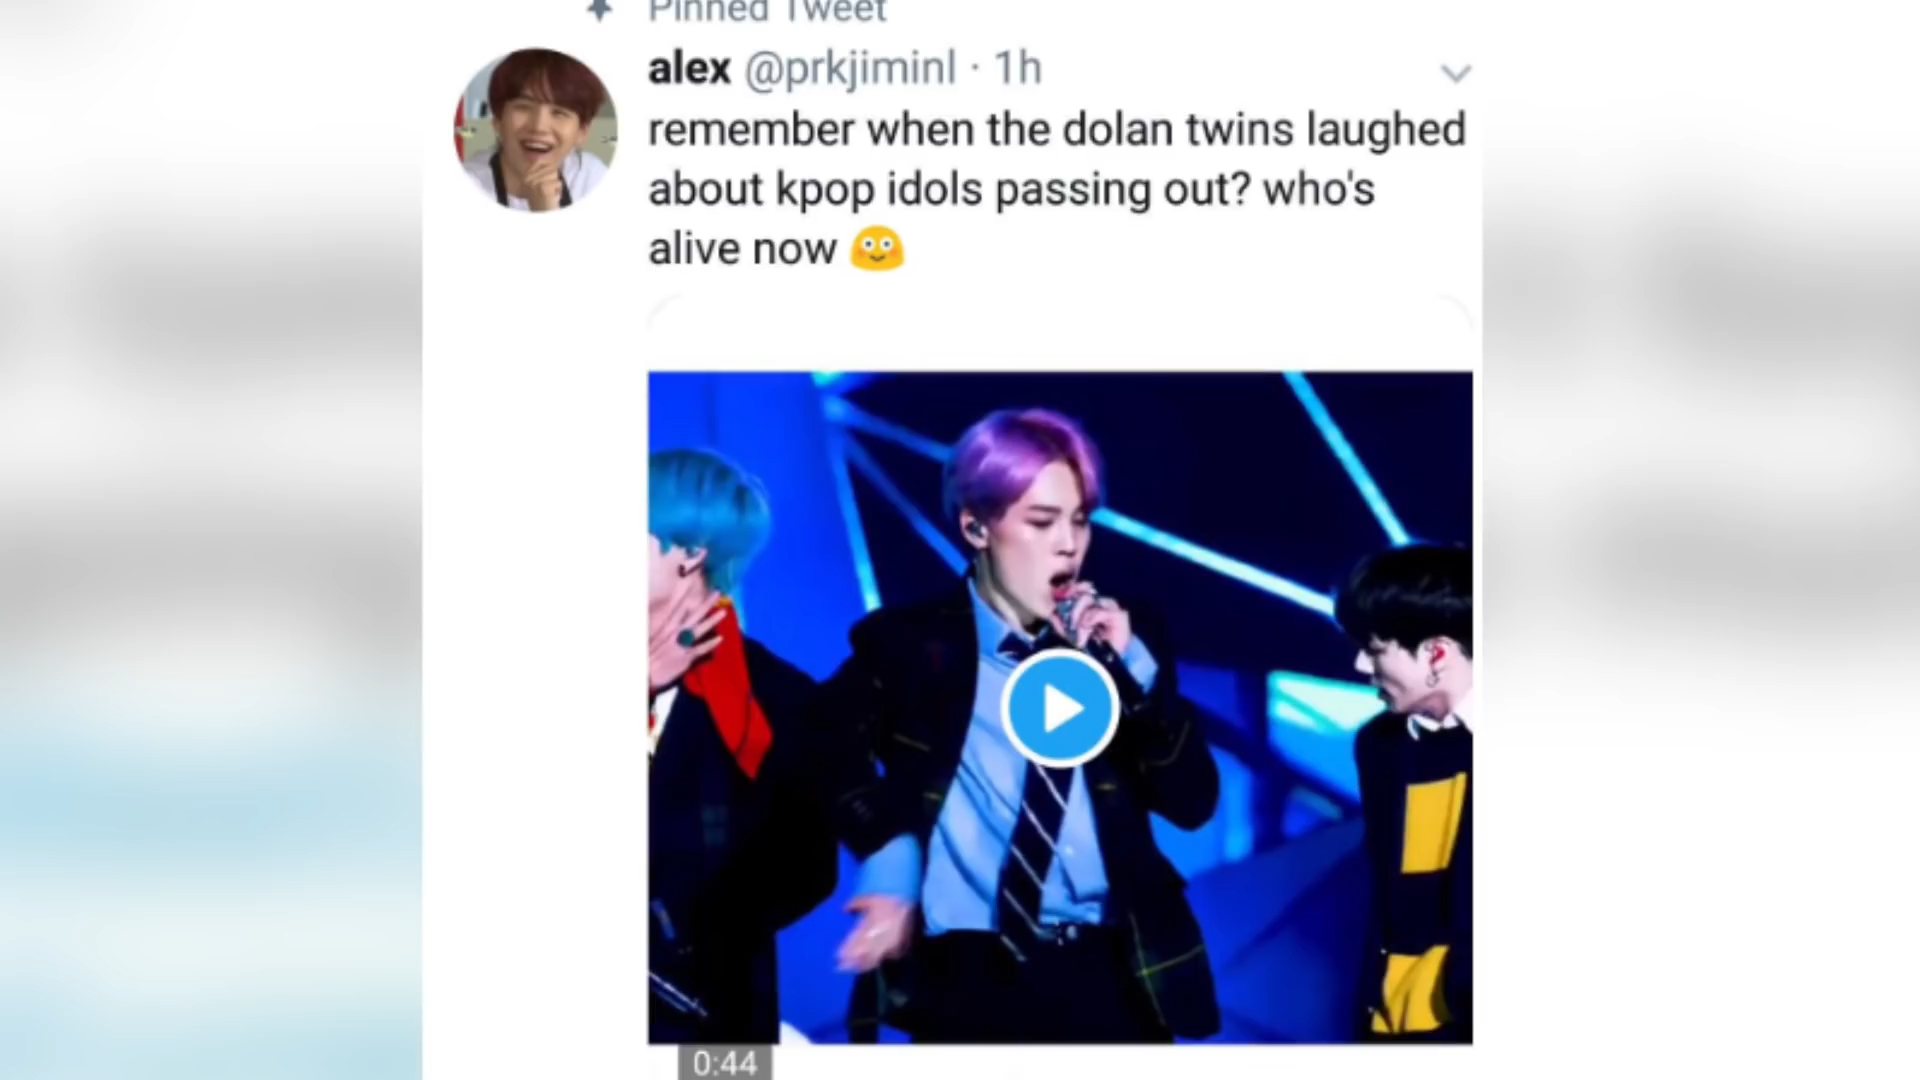 Pinned Tweet
alex @prkjiminl · 1h
remember when the dolan twins laughed
about kpop idols passing out? who's
alive now
0:44